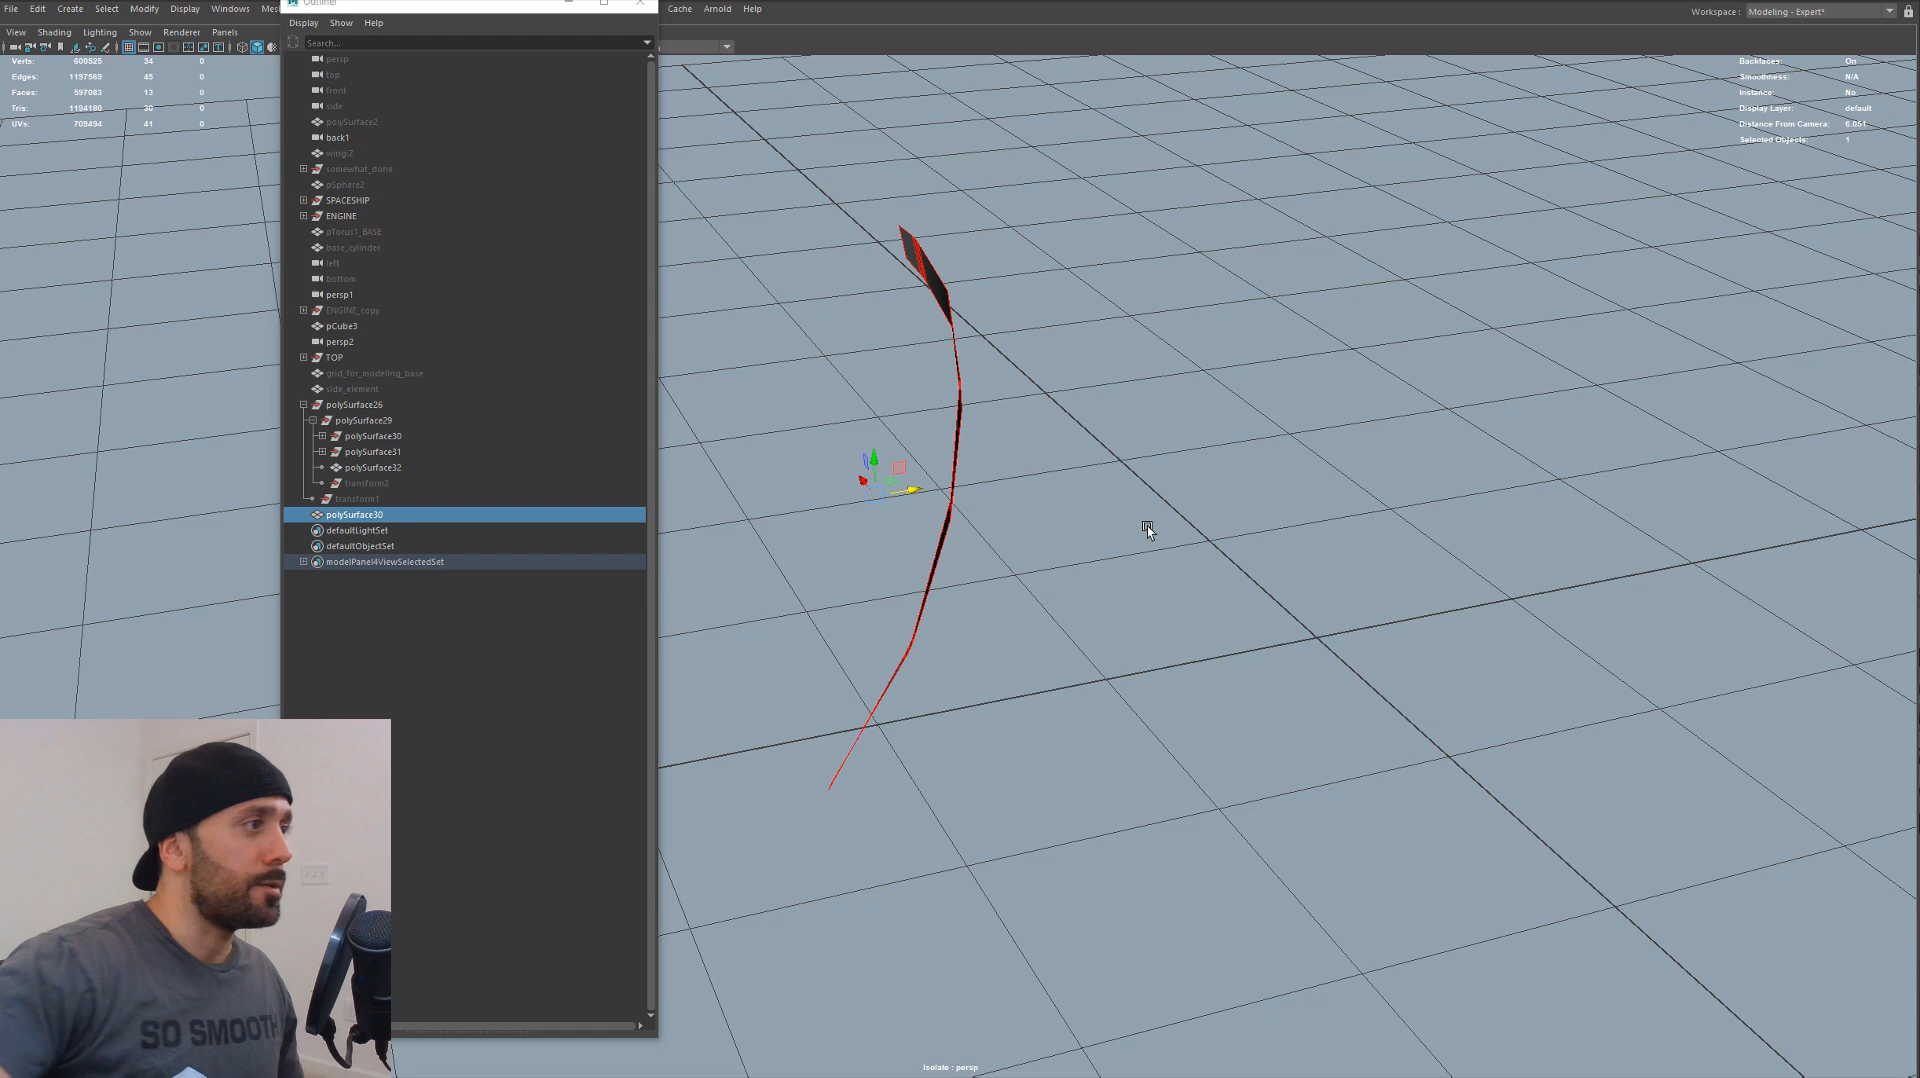 Outliner
File Edit Create Select Modify Display Windows Mes Cache Arnold Help
Workspace : Modeling - Expert*
View Shading Lighting Show Renderer Panels
Display Show Help
Search...
Verts: 600525 34 0
Edges: 1197569 45 0
Faces: 597083 13 0
Tris: 1194180 30 0
UVs: 709494 41 0
Backfaces: On
Smoothness: N/A
Instance: No
Display Layer: default
Distance From Camera: 6.051
Selected Objects: 1
persp
top
front
side
polySurface2
back1
wing:Z
somewhat_done
pSphere2
SPACESHIP
ENGINE
pTorus1_BASE
base_cylinder
left
bottom
persp1
ENGINE_copy
pCube3
persp2
TOP
grid_for_modeling_base
side_element
polySurface26
polySurface29
polySurface30
polySurface31
polySurface32
transform2
transform1
polySurface30
defaultLightSet
defaultObjectSet
modelPanel4ViewSelectedSet
SO SMOOTH
Isolate : persp